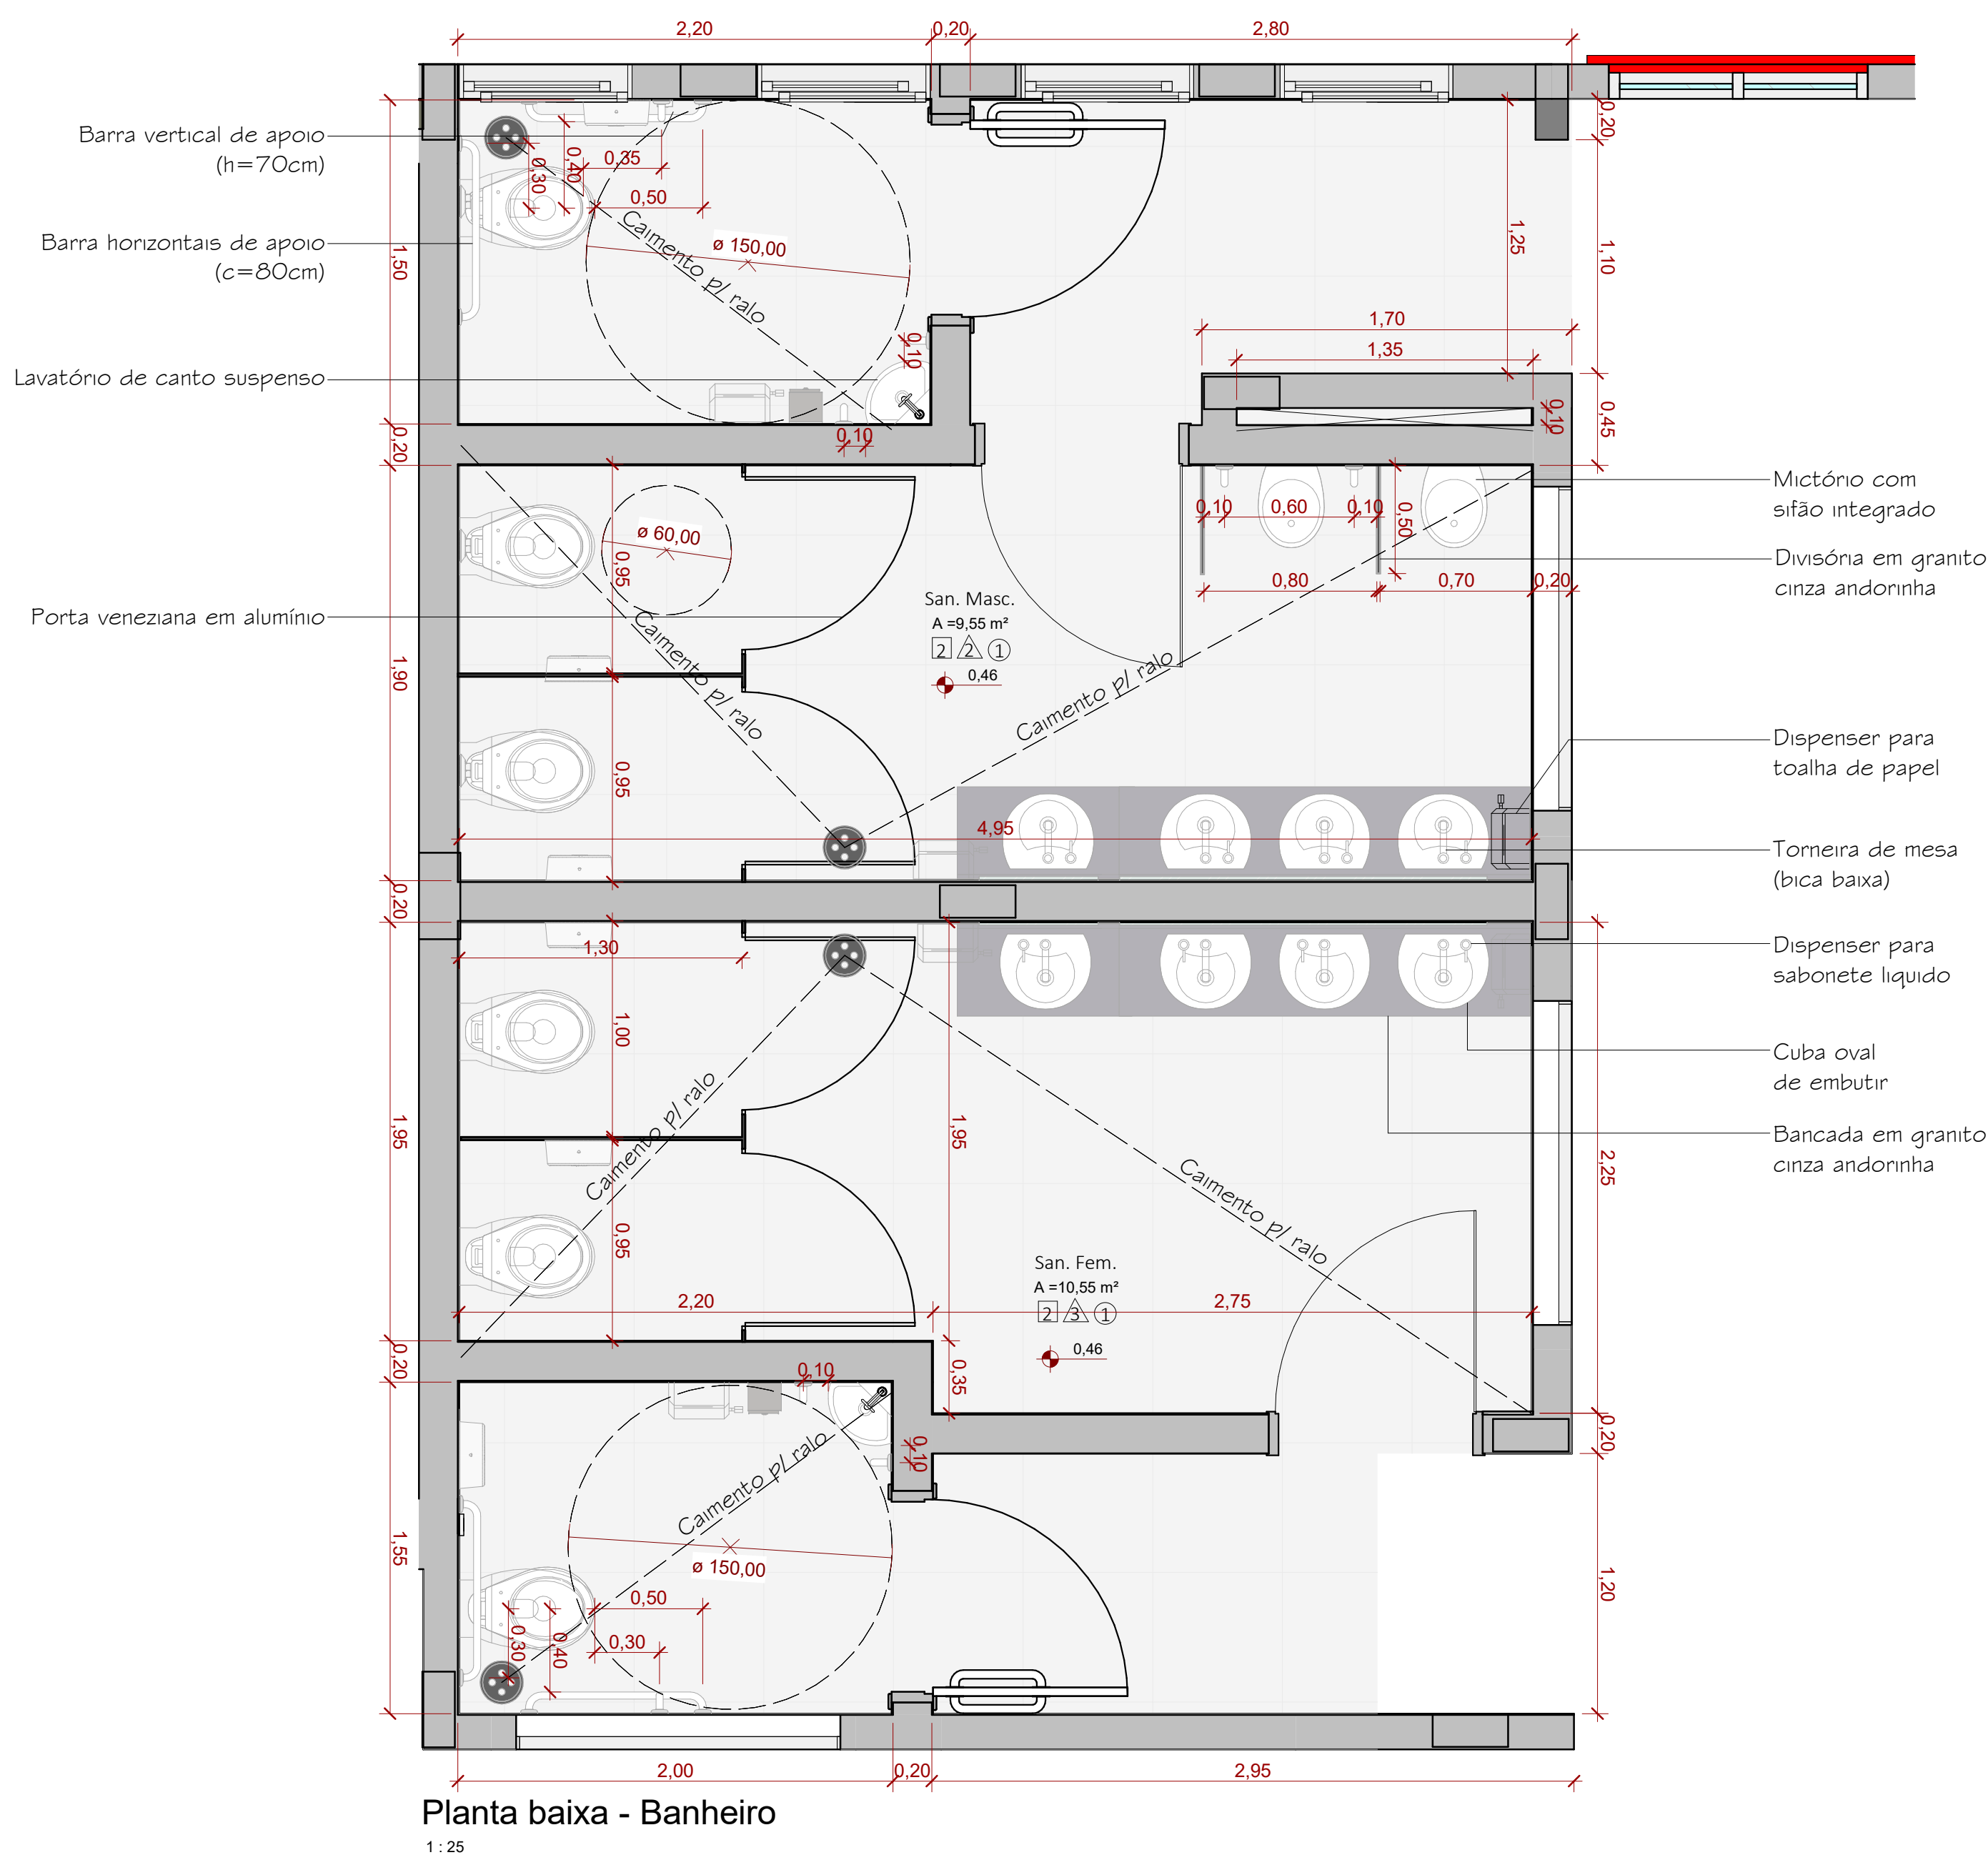 2,20
0,20
2,80
Barra vertical de apoio
(h=70cm)
Barra horizontais de apoio
(c=80cm)
Lavatório de canto suspenso
Porta veneziana em alumínio
1,50
0,20
1,90
0,20
1,95
0,20
1,55
0,30
0,40
0,35
0,50
ø 150,00
Caimento p/ ralo
0,10
0,10
1,25
0,20
1,10
0,45
1,70
1,35
0,10
0,95
ø 60,00
Caimento p/ ralo
0,95
San. Masc.
A =9,55 m²
2
2
1
0,46
0,10
0,60
0,10
0,50
0,80
0,70
0,20
Caimento p/ ralo
4,95
Mictório com
sifão integrado
Divisória em granito
cinza andorinha
Dispenser para
toalha de papel
Torneira de mesa
(bica baixa)
Dispenser para
sabonete liquido
Cuba oval
de embutir
Bancada em granito
cinza andorinha
1,30
1,00
Caimento p/ ralo
0,95
1,95
2,25
Caimento p/ ralo
San. Fem.
A =10,55 m²
2
3
1
0,46
2,20
2,75
0,35
0,20
1,20
0,10
0,10
Caimento p/ ralo
ø 150,00
0,50
0,30
0,30
0,40
2,00
0,20
2,95
Planta baixa - Banheiro
1 : 25